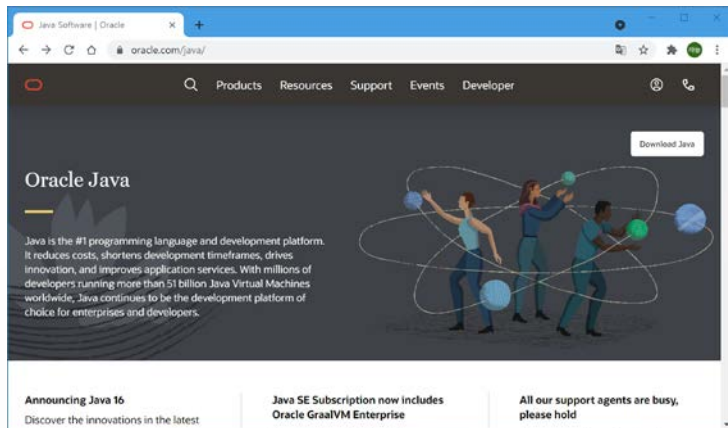 Java Software | Oracle
oracle.com/java/
Products Resources Support Events Developer
Download Java
Oracle Java
Java is the #1 programming language and development platform.
It reduces costs, shortens development timeframes, drives
innovation, and improves application services. With millions of
developers running more than 51 billion Java Virtual Machines
worldwide, Java continues to be the development platform of
choice for enterprises and developers.
Announcing Java 16
Discover the innovations in the latest
Java SE Subscription now includes
Oracle GraalVM Enterprise
All our support agents are busy,
please hold